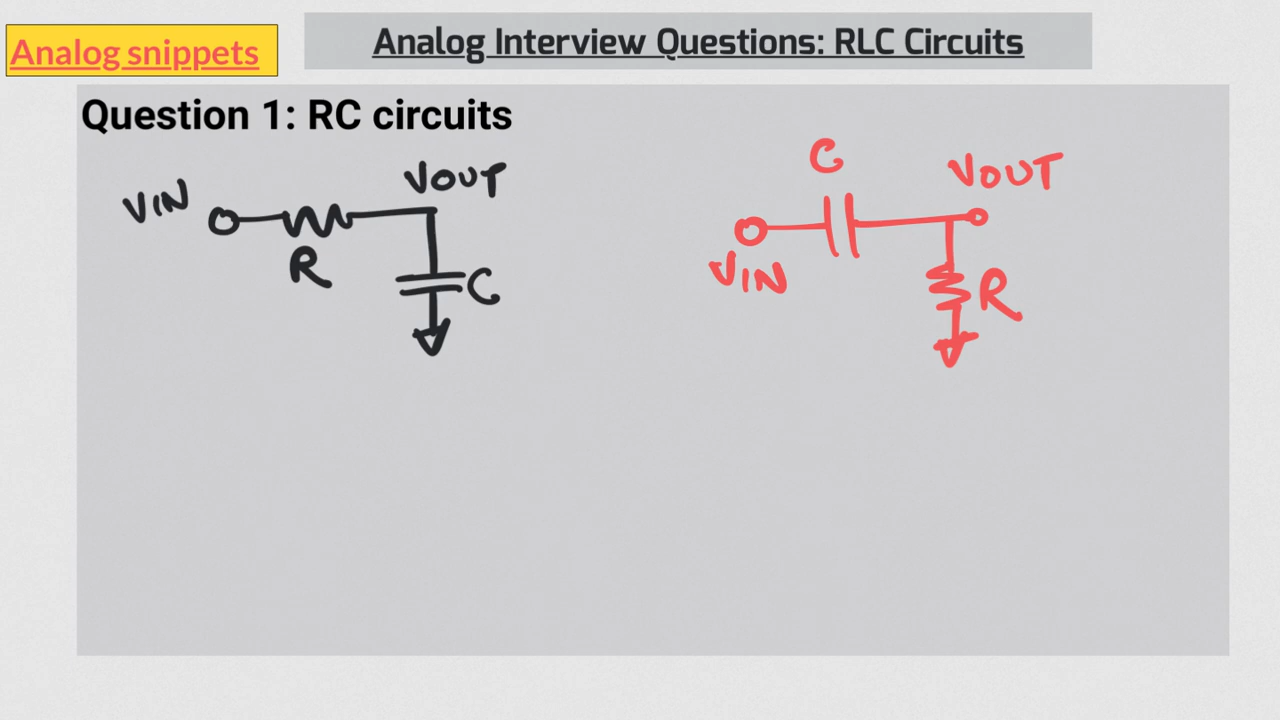 Analog snippets
Analog Interview Questions: RLC Circuits
Question 1: RC circuits
VIN
VOUT
R
C
C
VOUT
VIN
R